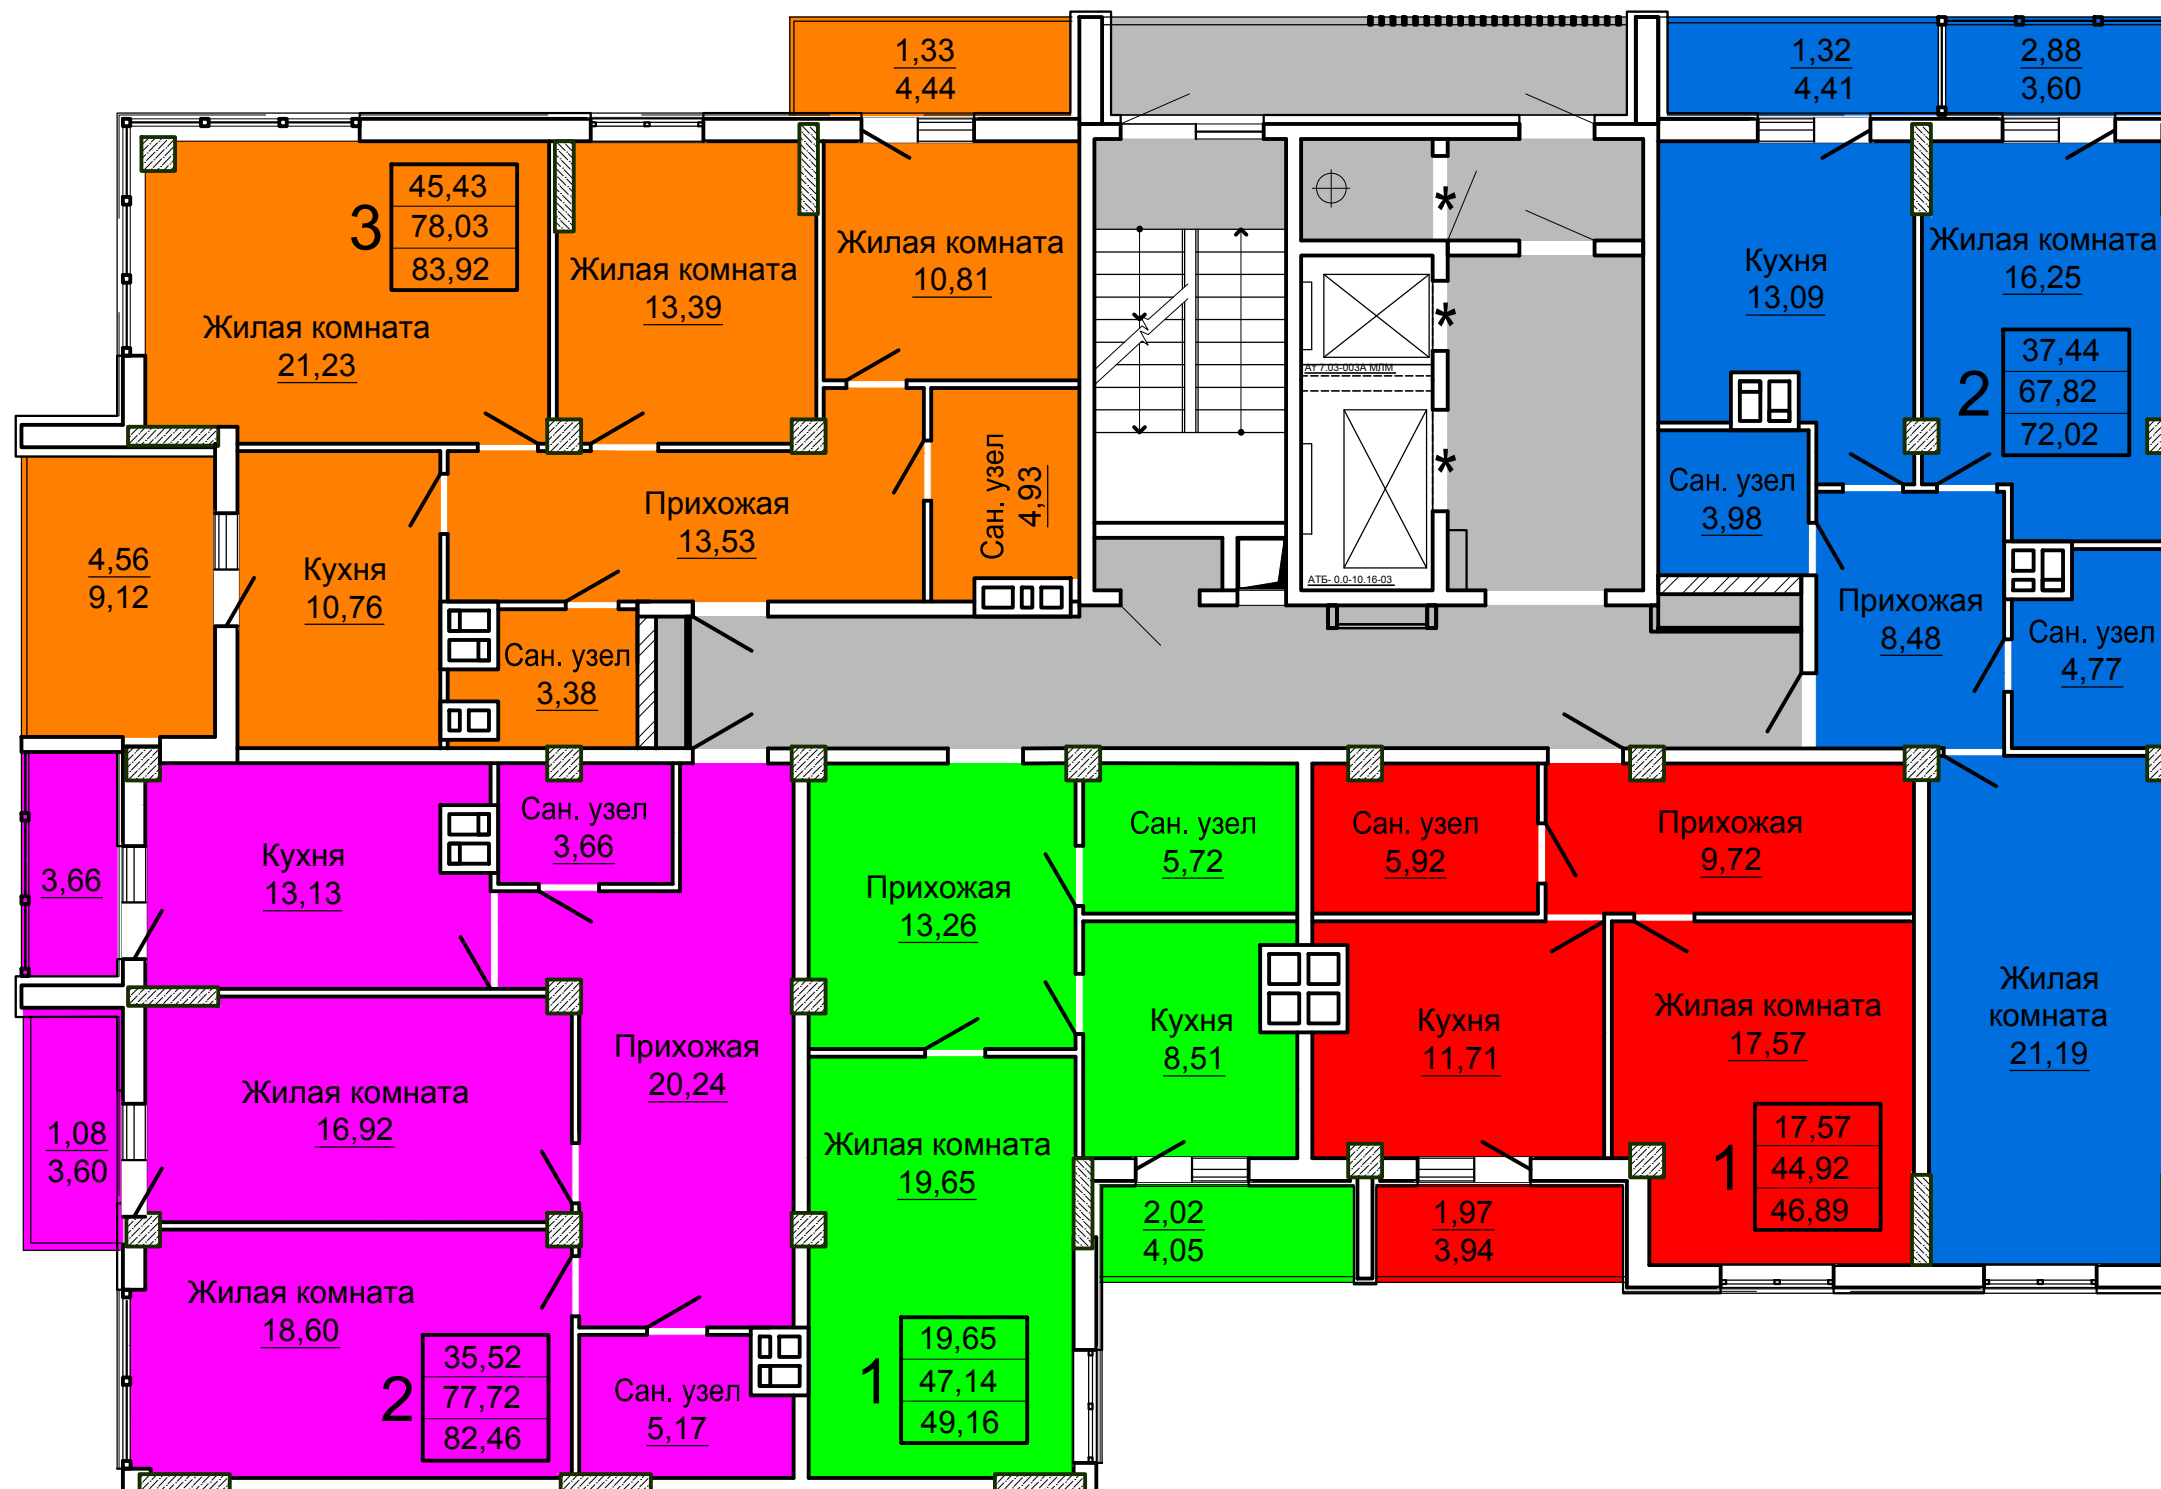 1,33
4,44
1,32
4,41
2,88
3,60
3
45,43
78,03
83,92
Жилая комната
21,23
Жилая комната
13,39
Жилая комната
10,81
Кухня
13,09
Жилая комната
16,25
2
37,44
67,82
72,02
*
*
*
АТБ- 0.0-10.16-03
4,56
9,12
Кухня
10,76
Прихожая
13,53
Сан. узел
4,93
Сан. узел
3,38
Сан. узел
3,98
Прихожая
8,48
Сан. узел
4,77
3,66
Кухня
13,13
Сан. узел
3,66
Прихожая
13,26
Сан. узел
5,72
Сан. узел
5,92
Прихожая
9,72
1,08
3,60
Жилая комната
16,92
Прихожая
20,24
Кухня
8,51
Кухня
11,71
Жилая комната
17,57
Жилая
комната
21,19
1
17,57
44,92
46,89
Жилая комната
19,65
2,02
4,05
1,97
3,94
Жилая комната
18,60
2
35,52
77,72
82,46
Сан. узел
5,17
1
19,65
47,14
49,16